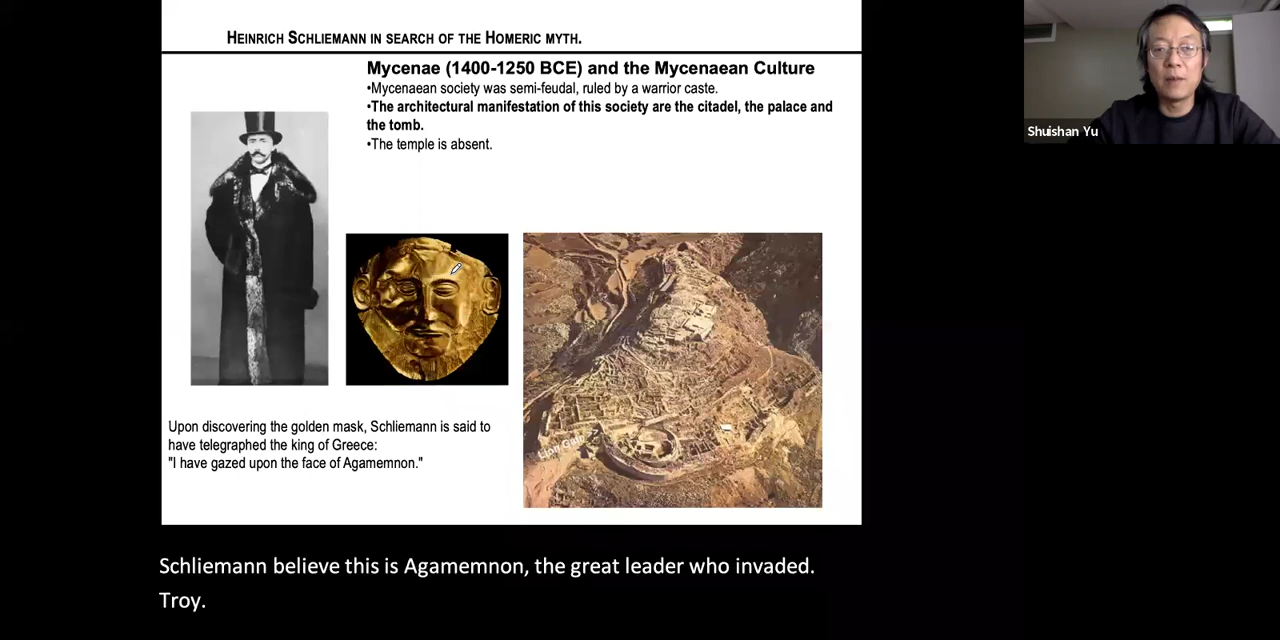 HEINRICH SCHLIEMANN IN SEARCH OF THE HOMERIC MYTH.
Mycenae (1400-1250 BCE) and the Mycenaean Culture
•Mycenaean society was semi-feudal, ruled by a warrior caste.
•The architectural manifestation of this society are the citadel, the palace and
the tomb.
•The temple is absent.
Shuishan Yu
Lion Gate
Upon discovering the golden mask, Schliemann is said to
have telegraphed the king of Greece:
"I have gazed upon the face of Agamemnon."
Schliemann believe this is Agamemnon, the great leader who invaded.
Troy.